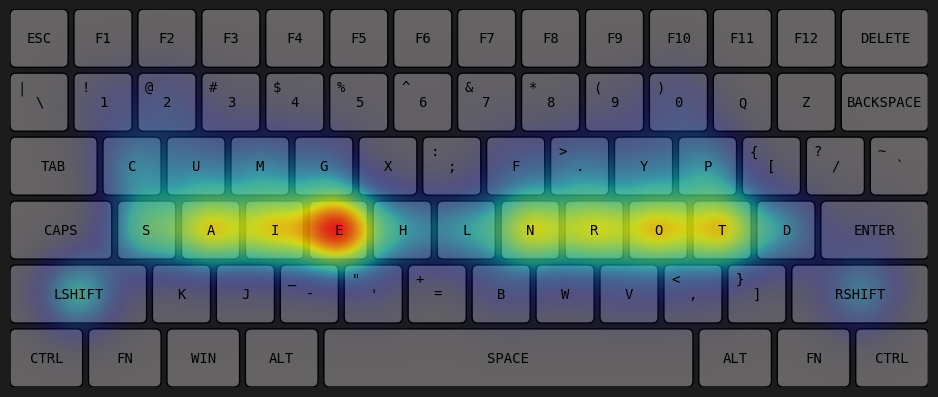 ESC F1 F2 F3 F4 F5 F6 F7 F8 F9 F10 F11 F12 DELETE
| \ ! 1 @ 2 # 3 $ 4 % 5 ^ 6 & 7 * 8 ( 9 ) 0 Q Z BACKSPACE
TAB C U M G X : ; F > . Y P { [ ? / ~ `
CAPS S A I E H L N R O T D ENTER
LSHIFT K J _ - " ' + = B W V < , } ] RSHIFT
CTRL FN WIN ALT SPACE ALT FN CTRL